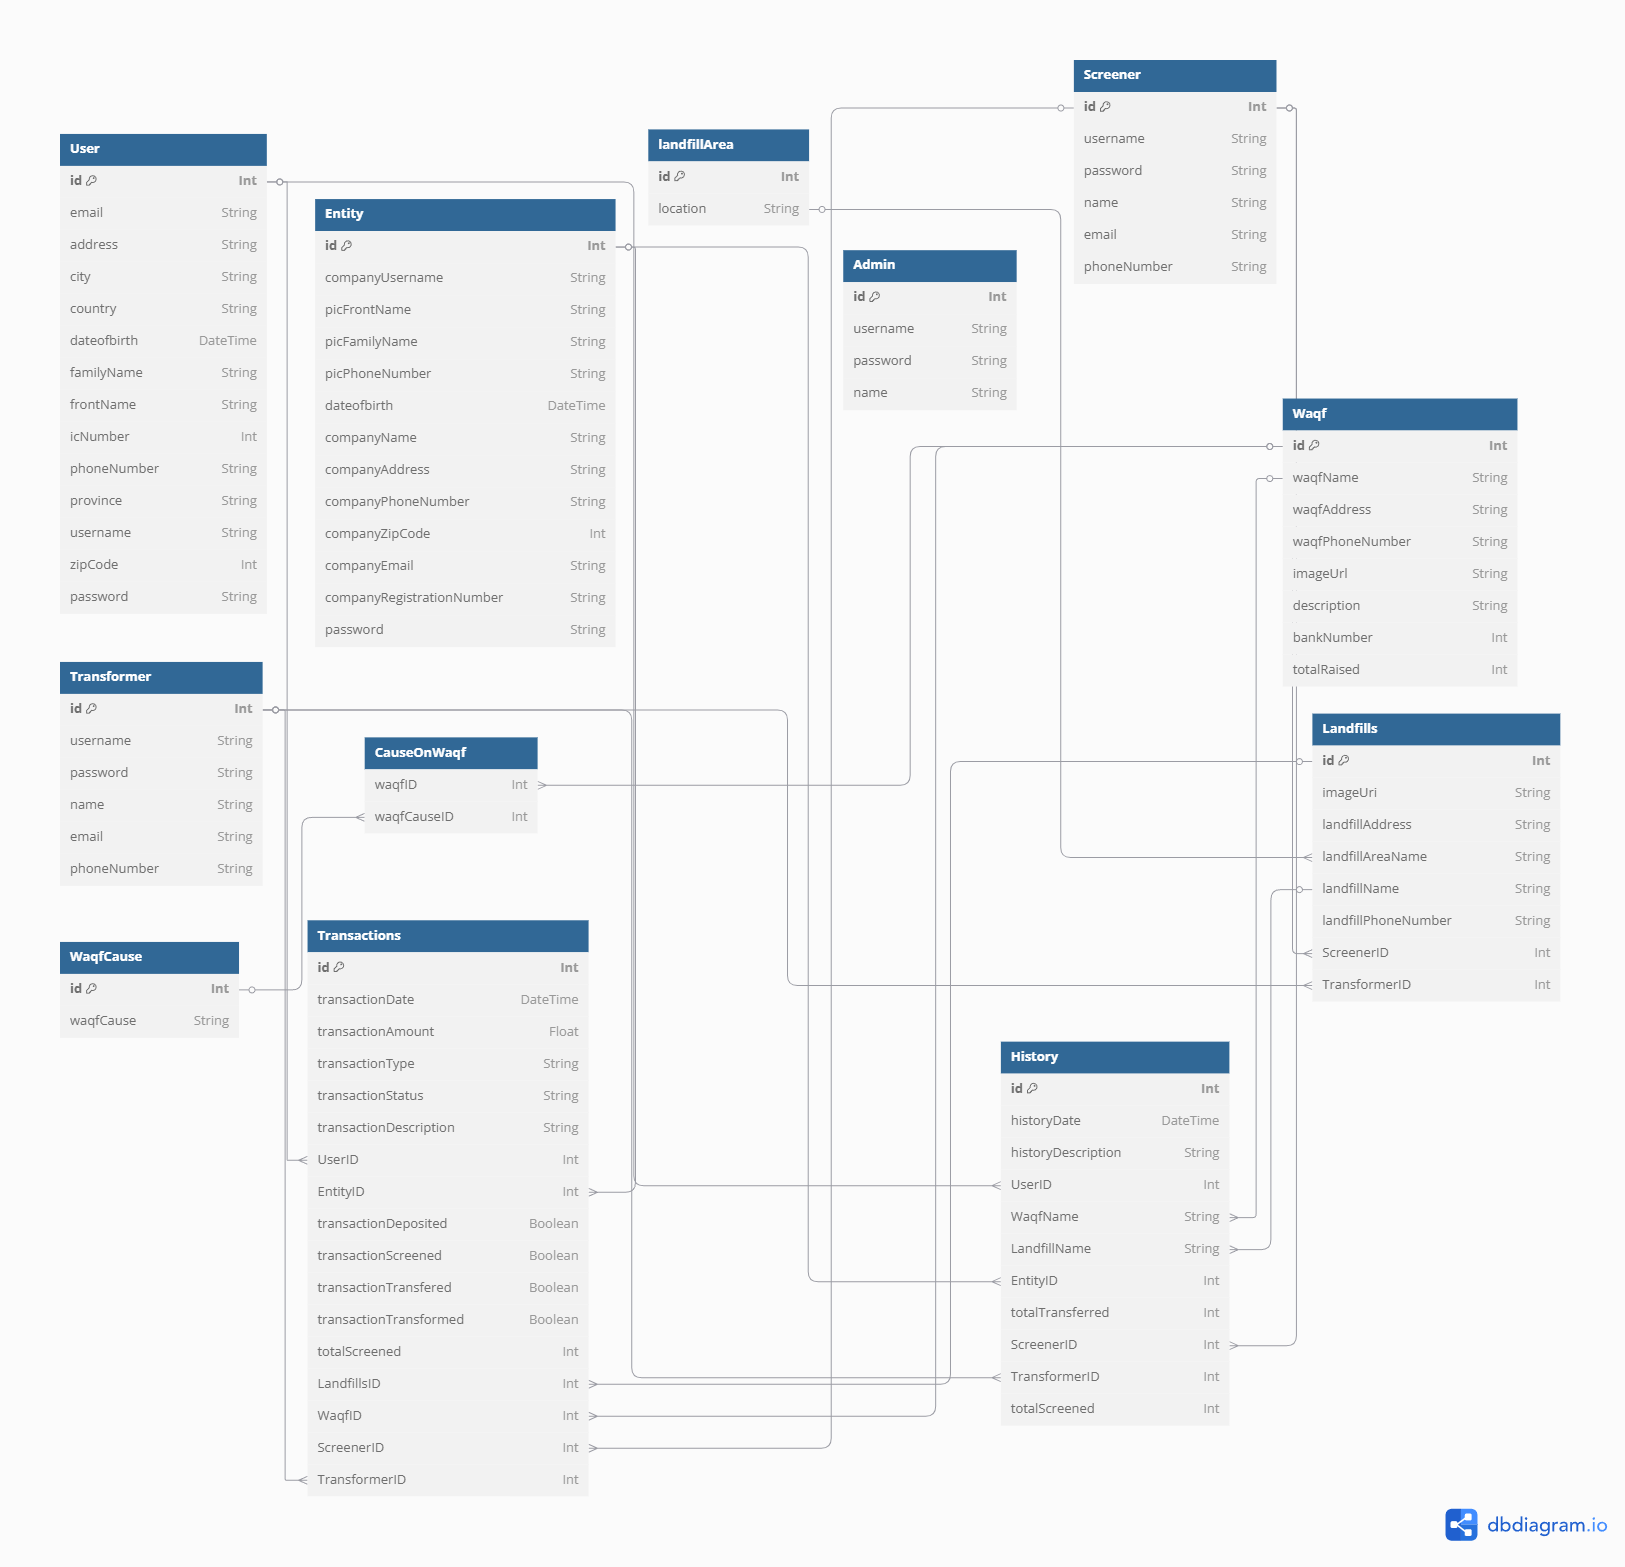 User
id Int
email String
address String
city String
country String
dateofbirth DateTime
familyName String
frontName String
icNumber Int
phoneNumber String
province String
username String
zipCode Int
password String
Entity
id Int
companyUsername String
picFrontName String
picFamilyName String
picPhoneNumber String
dateofbirth DateTime
companyName String
companyAddress String
companyPhoneNumber String
companyZipCode Int
companyEmail String
companyRegistrationNumber String
password String
landfillArea
id Int
location String
Admin
id Int
username String
password String
name String
Screener
id Int
username String
password String
name String
email String
phoneNumber String
Waqf
id Int
waqfName String
waqfAddress String
waqfPhoneNumber String
imageUrl String
description String
bankNumber Int
totalRaised Int
Transformer
id Int
username String
password String
name String
email String
phoneNumber String
CauseOnWaqf
waqfID Int
waqfCauseID Int
Landfills
id Int
imageUri String
landfillAddress String
landfillAreaName String
landfillName String
landfillPhoneNumber String
ScreenerID Int
TransformerID Int
WaqfCause
id Int
waqfCause String
Transactions
id Int
transactionDate DateTime
transactionAmount Float
transactionType String
transactionStatus String
transactionDescription String
UserID Int
EntityID Int
transactionDeposited Boolean
transactionScreened Boolean
transactionTransfered Boolean
transactionTransformed Boolean
totalScreened Int
LandfillsID Int
WaqfID Int
ScreenerID Int
TransformerID Int
History
id Int
historyDate DateTime
historyDescription String
UserID Int
WaqfName String
LandfillName String
EntityID Int
totalTransferred Int
ScreenerID Int
TransformerID Int
totalScreened Int
dbdiagram.io